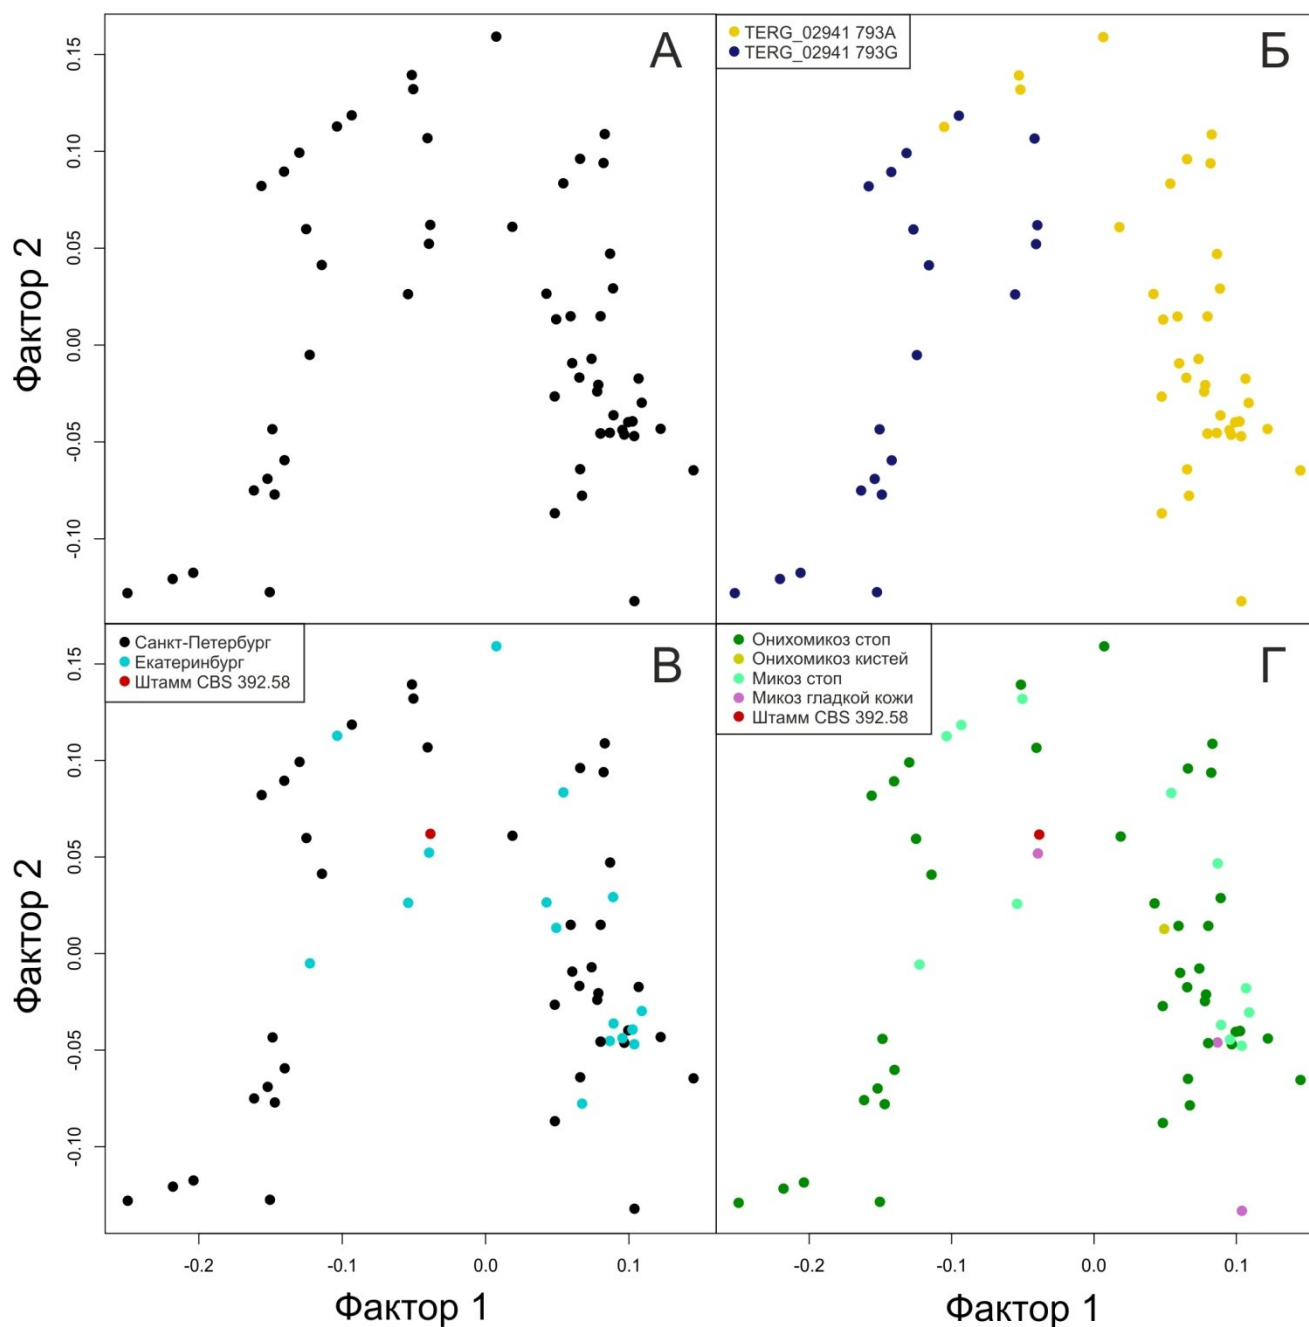 А
Фактор 2
0.15
0.10
0.05
0.00
-0.05
-0.10
TERG_02941 793A
TERG_02941 793G
Б
Санкт-Петербург
Екатеринбург
Штамм CBS 392.58
В
Фактор 2
0.15
0.10
0.05
0.00
-0.05
-0.10
Онихомикоз стоп
Онихомикоз кистей
Микоз стоп
Микоз гладкой кожи
Штамм CBS 392.58
Г
-0.2 -0.1 0.0 0.1
Фактор 1
-0.2 -0.1 0.0 0.1
Фактор 1